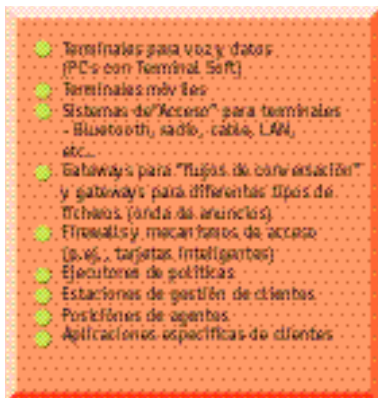 Terminales para voz y datos
(PC's con Terminal Soft)
Terminales móviles
Sistemas de"Acceso" para terminales
- Bluetooth, radio, cable, LAN,
etc...
Gateways para "flujos de conversación"
y gateways para diferentes tipos de
ficheros (onda de anuncios)
Firewalls y mecanismos de acceso
(p.ej., tarjetas inteligentes)
Ejecutores de políticas
Estaciones de gestión de clientes
Posiciónes de agentes
Aplicaciones específicas de clientes